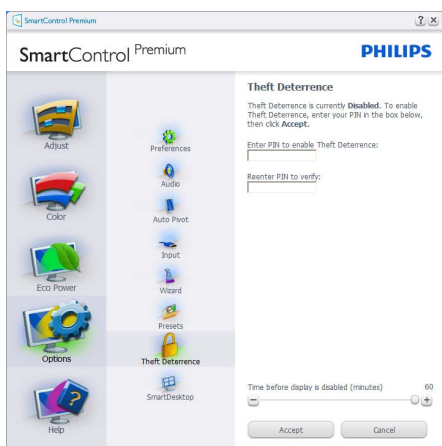 SmartControl Premium
SmartControl Premium
PHILIPS
Adjust
Color
Eco Power
Options
Help
Preferences
Audio
Auto Pivot
Input
Wizard
Presets
Theft Deterrence
SmartDesktop
Theft Deterrence
Theft Deterrence is currently Disabled. To enable
Theft Deterrence, enter your PIN in the box below,
then click Accept.
Enter PIN to enable Theft Deterrence:
Reenter PIN to verify:
Time before display is disabled (minutes) 60
Accept Cancel